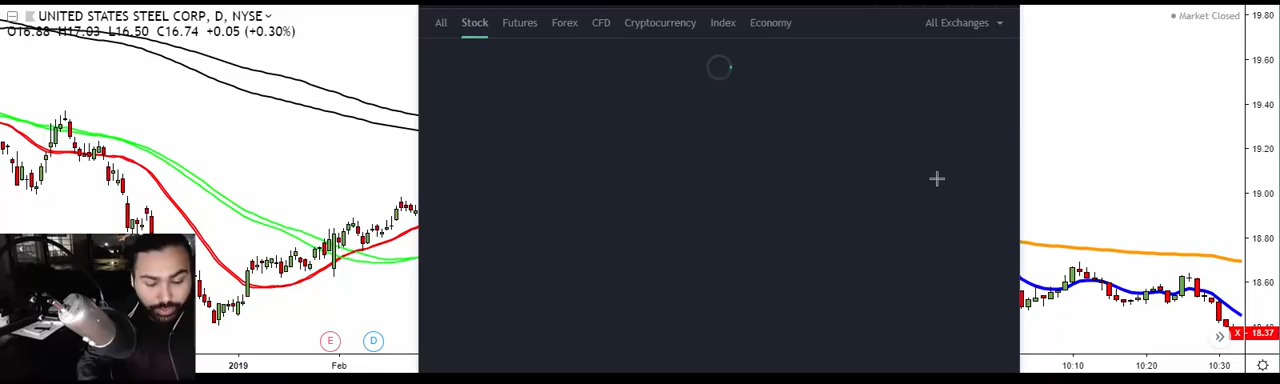 UNITED STATES STEEL CORP, D, NYSE
O16.88 H17.03 L16.50 C16.74 +0.05 (+0.30%)
All Stock Futures Forex CFD Cryptocurrency Index Economy All Exchanges
Market Closed
19.80
19.60
19.40
19.20
19.00
18.80
18.60
X 18.37
E D
2019 Feb
10:10 10:20 10:30